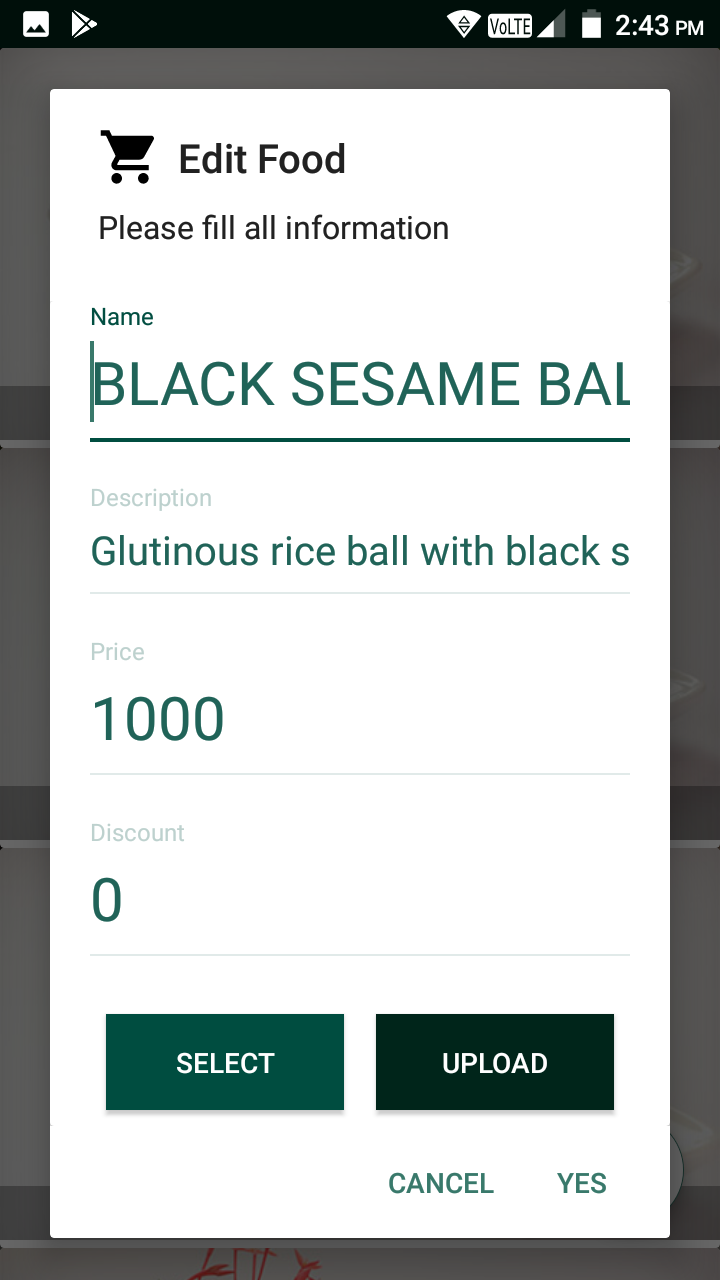 VoLTE 2:43 PM
Edit Food
Please fill all information
Name
BLACK SESAME BAL
Description
Glutinous rice ball with black s
Price
1000
Discount
0
SELECT UPLOAD
CANCEL YES